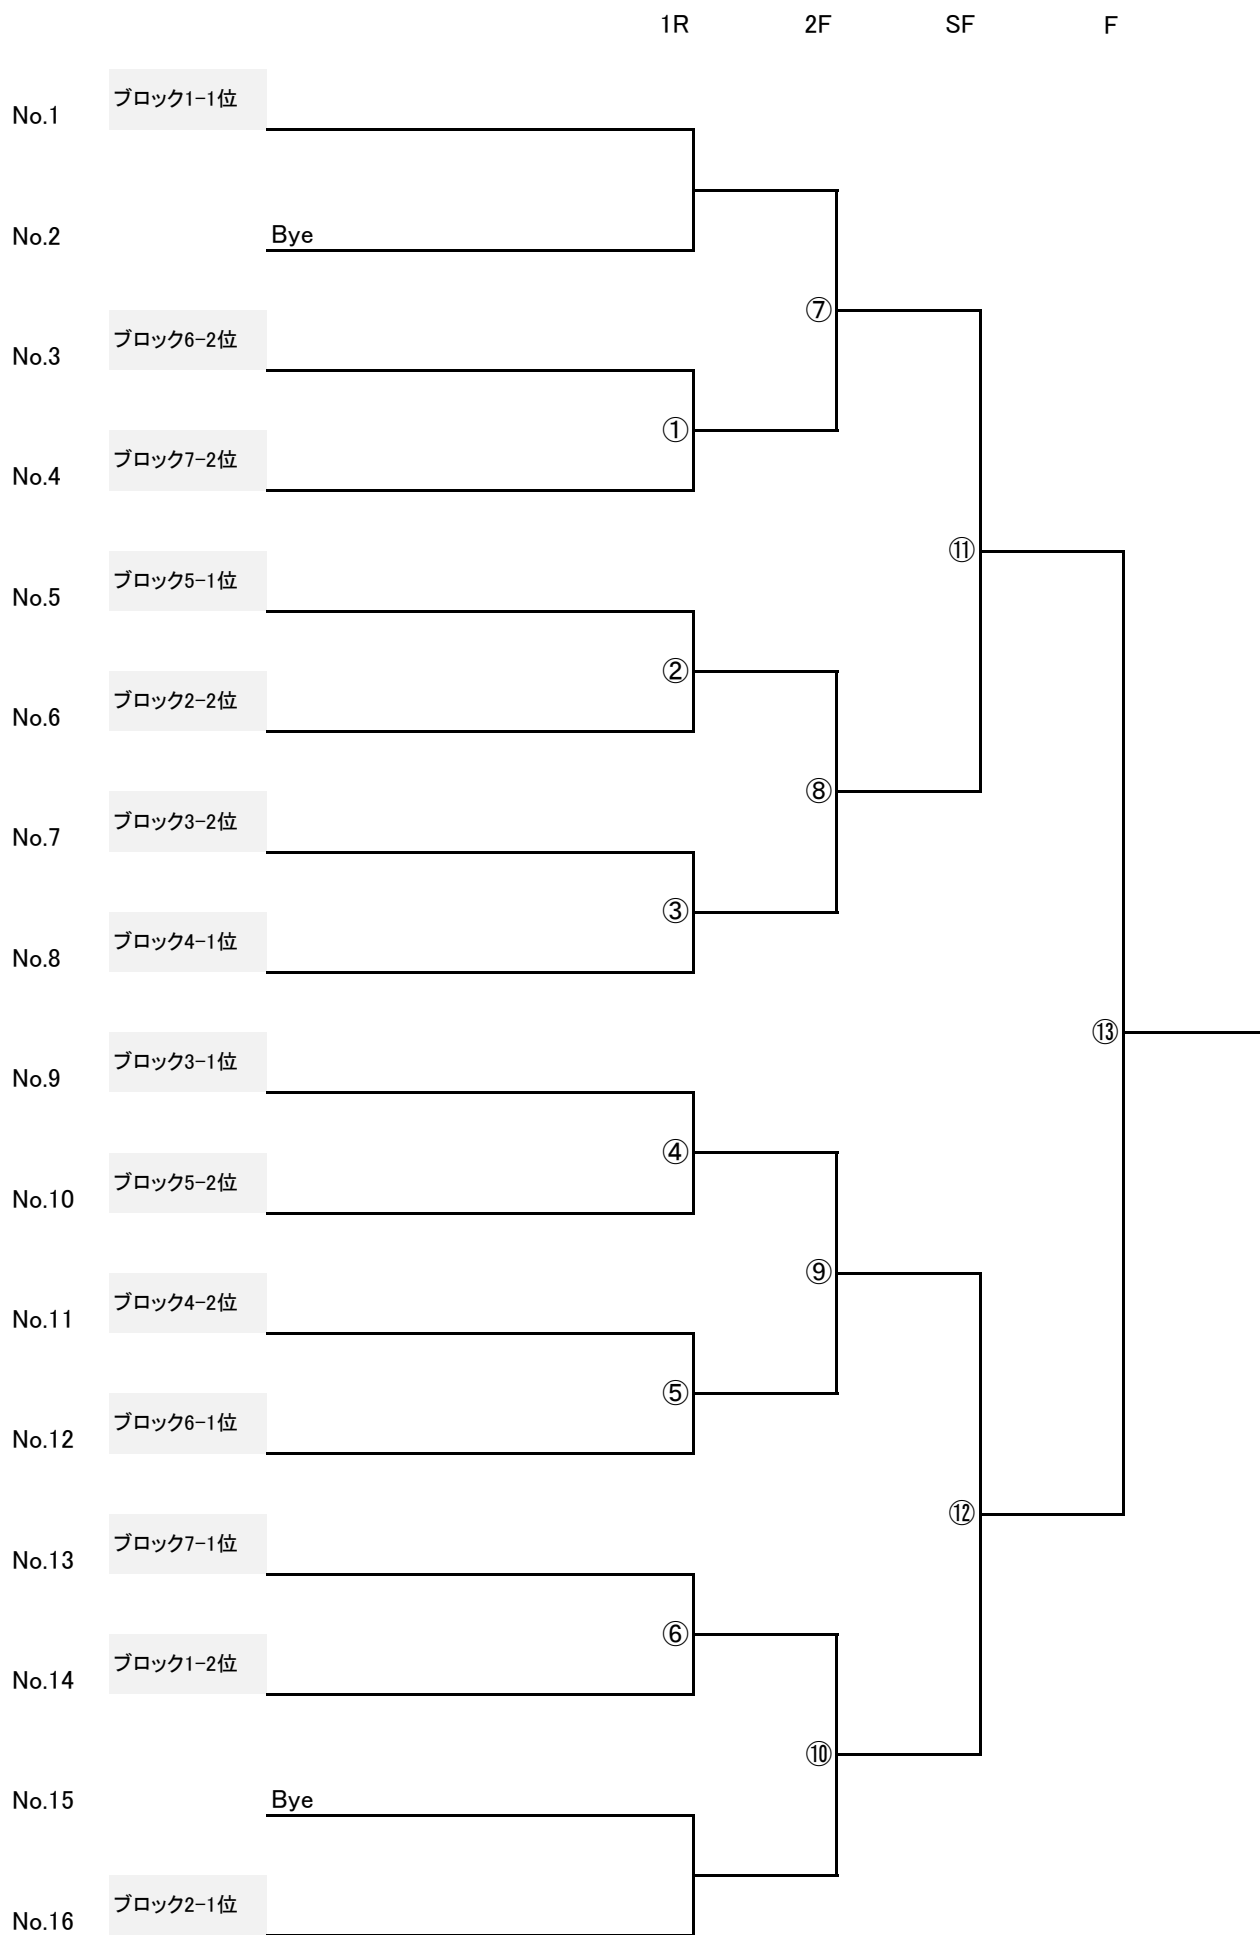 1R 2F SF F
ブロック1-1位
No.1
No.2 Bye
⑦
ブロック6-2位
No.3
①
ブロック7-2位
No.4
⑪
ブロック5-1位
No.5
②
ブロック2-2位
No.6
⑧
ブロック3-2位
No.7
③
ブロック4-1位
No.8
⑬
ブロック3-1位
No.9
④
ブロック5-2位
No.10
⑨
ブロック4-2位
No.11
⑤
ブロック6-1位
No.12
⑫
ブロック7-1位
No.13
⑥
ブロック1-2位
No.14
⑩
No.15 Bye
ブロック2-1位
No.16